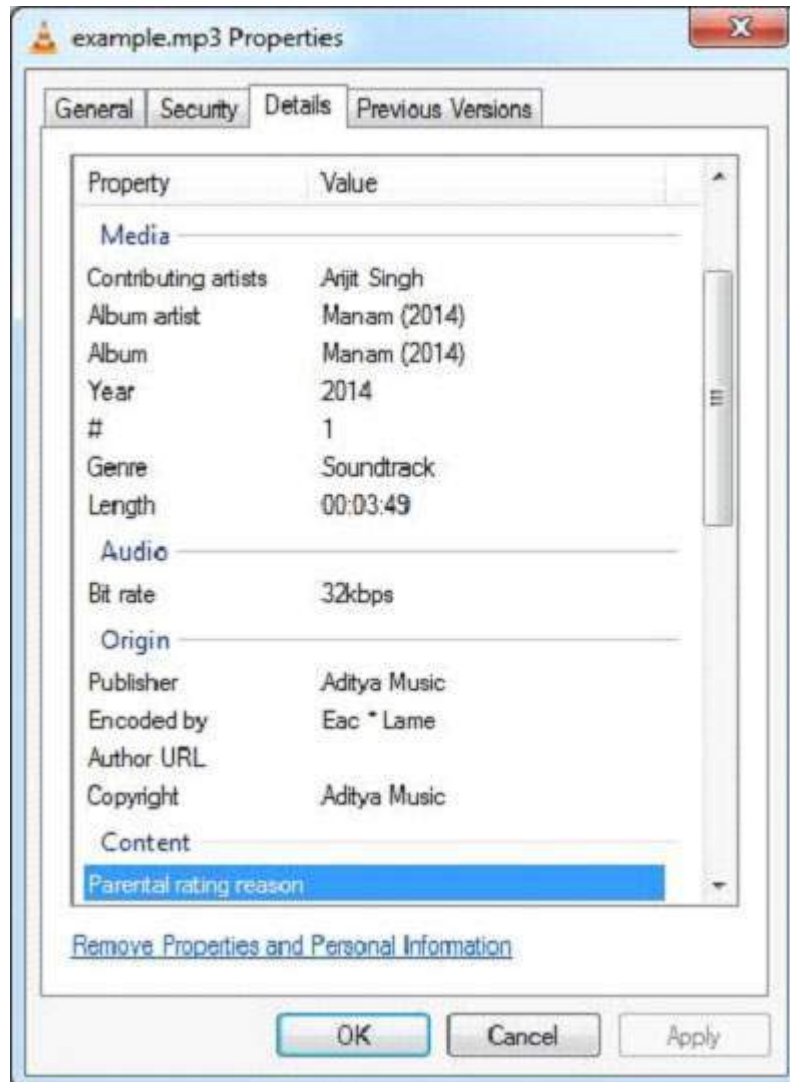 example.mp3 Properties
General Security Details Previous Versions
Property Value
Media
Contributing artists Arijit Singh
Album artist Manam (2014)
Album Manam (2014)
Year 2014
# 1
Genre Soundtrack
Length 00:03:49
Audio
Bit rate 32kbps
Origin
Publisher Aditya Music
Encoded by Eac * Lame
Author URL
Copyright Aditya Music
Content
Parental rating reason
Remove Properties and Personal Information
OK Cancel Apply